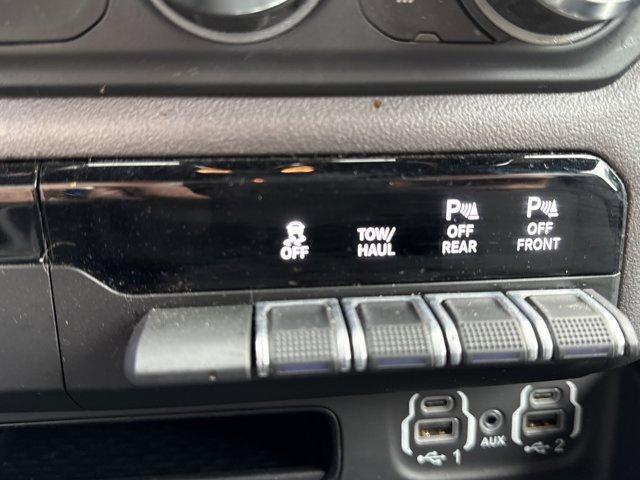 OFF
TOW/
HAUL
P
OFF
REAR
P
OFF
FRONT
1
AUX
2